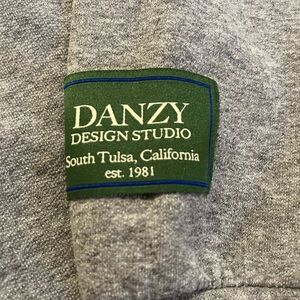 DANZY
DESIGN STUDIO
South Tulsa, California
est. 1981